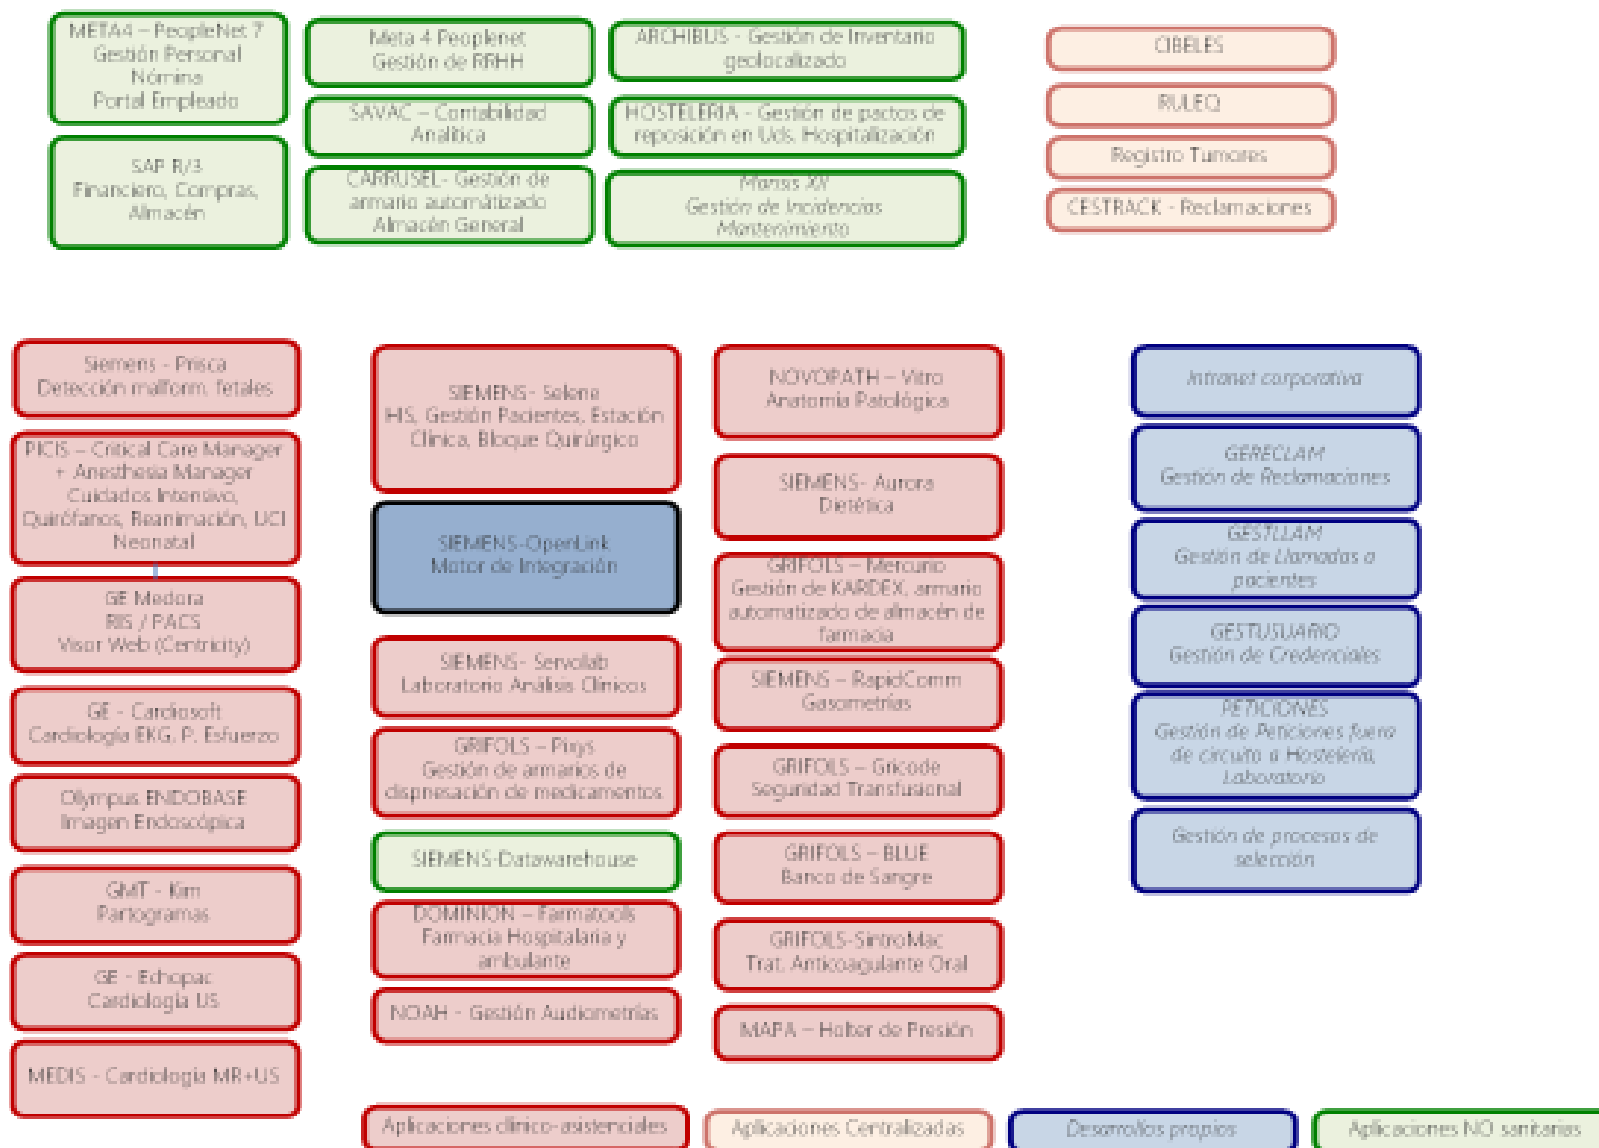 META4 – PeopleNet 7
Gestión Personal
Nómina
Portal Empleado
SAP R/3
Financiero, Compras,
Almacén
Meta 4 Peoplenet
Gestión de RRHH
SAVAC – Contabilidad
Analítica
CARRUSEL- Gestión de
armario automátizado
Almacén General
ARCHIBUS - Gestión de Inventario
geolocalizado
HOSTELERIA - Gestión de pactos de
reposición en Uds. Hospitalización
Mansis XII
Gestión de Incidencias
Mantenimiento
CIBELES
RULEQ
Registro Tumores
CESTRACK - Reclamaciones
Siemens - Prisca
Detección malform. fetales
PICIS – Critical Care Manager
+ Anesthesia Manager
Cuidados Intensivo,
Quirófanos, Reanimación, UCI
Neonatal
GE Medora
RIS / PACS
Visor Web (Centricity)
GE - Cardiosoft
Cardiología EKG, P. Esfuerzo
Olympus ENDOBASE
Imagen Endoscópica
GMT - Kim
Partogramas
GE - Echopac
Cardiología US
MEDIS - Cardiología MR+US
SIEMENS- Selene
HIS, Gestión Pacientes, Estación
Clínica, Bloque Quirúrgico
SIEMENS-OpenLink
Motor de Integración
SIEMENS- Servolab
Laboratorio Análisis Clínicos
GRIFOLS – Pixys
Gestión de armarios de
dispnesación de medicamentos
SIEMENS-Datawarehouse
DOMINION – Farmatools
Farmacia Hospitalaria y
ambulante
NOAH - Gestión Audiometrías
NOVOPATH – Vitro
Anatomía Patológica
SIEMENS- Aurora
Dietética
GRIFOLS – Mercurio
Gestión de KARDEX, armario
automatizado de almacén de
farmacia
SIEMENS – RapidComm
Gasometrías
GRIFOLS – Gricode
Seguridad Transfusional
GRIFOLS – BLUE
Banco de Sangre
GRIFOLS-SintroMac
Trat. Anticoagulante Oral
MAPA – Holter de Presión
Intranet corporativa
GERECLAM
Gestión de Reclamaciones
GESTLLAM
Gestión de Llamadas a
pacientes
GESTUSUARIO
Gestión de Credenciales
PETICIONES
Gestión de Peticiones fuera
de circuito a Hostelería,
Laboratorio
Gestión de procesos de
selección
Aplicaciones clínico-asistenciales
Aplicaciones Centralizadas
Desarrollos propios
Aplicaciones NO sanitarias